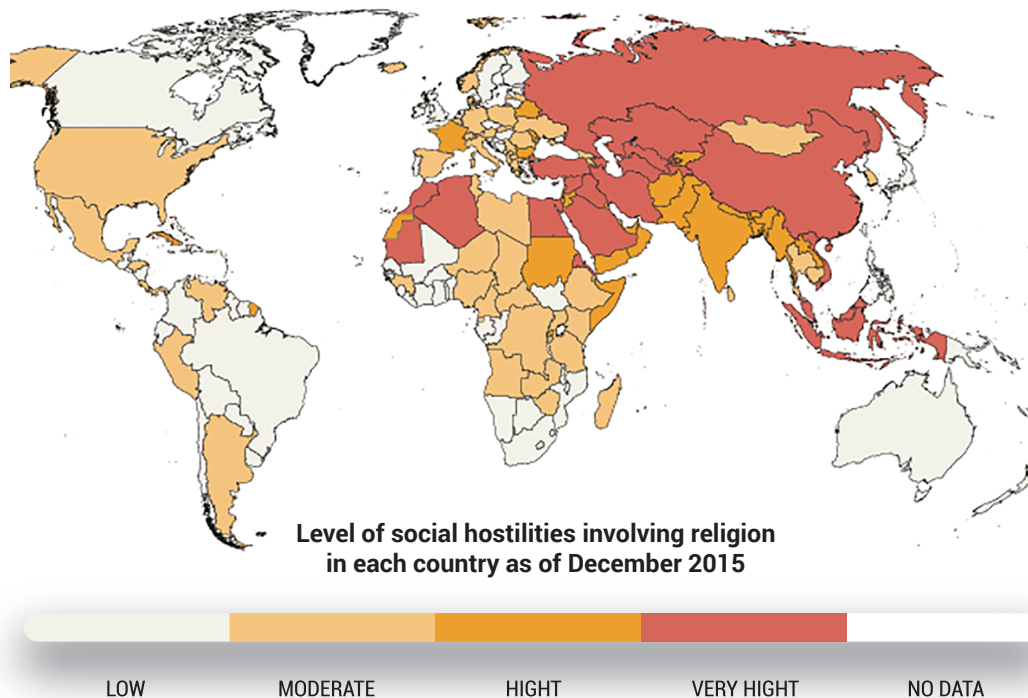 Level of social hostilities involving religion
in each country as of December 2015
LOW
MODERATE
HIGHT
VERY HIGHT
NO DATA